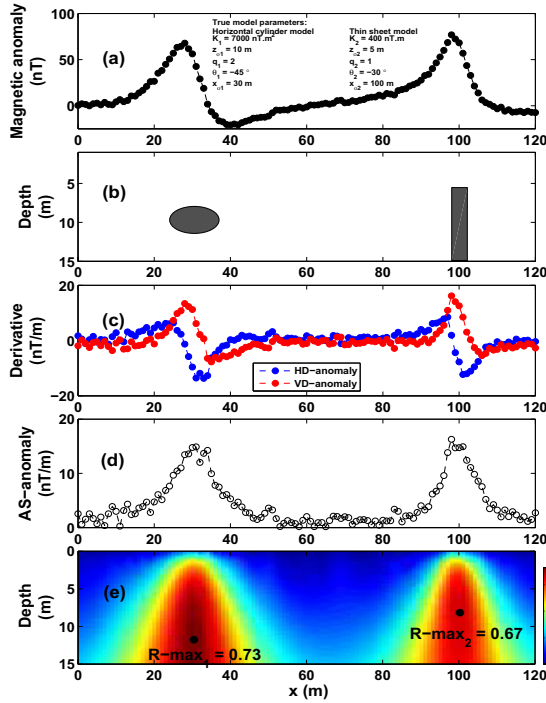 100
50
0
Magnetic anomaly
(nT)
(a)
True model parameters:
Horizontal cylinder model
K₁ = 7000 nT.m²
z_o1 = 10 m
q₁ = 2
θ₁ = −45°
x_o1 = 30 m
Thin sheet model
K₂ = 400 nT.m
z_o2 = 5 m
q₂ = 1
θ₂ = −30°
x_o2 = 100 m
0 20 40 60 80 100 120
5
10
15
Depth
(m)
(b)
0 20 40 60 80 100 120
20
0
−20
Derivative
(nT/m)
(c)
HD−anomaly
VD−anomaly
0 20 40 60 80 100 120
20
10
0
AS−anomaly
(nT/m)
(d)
0 20 40 60 80 100 120
0
5
10
15
Depth
(m)
(e)
R−max₁ = 0.73
R−max₂ = 0.67
0 20 40 60 80 100 120
x (m)